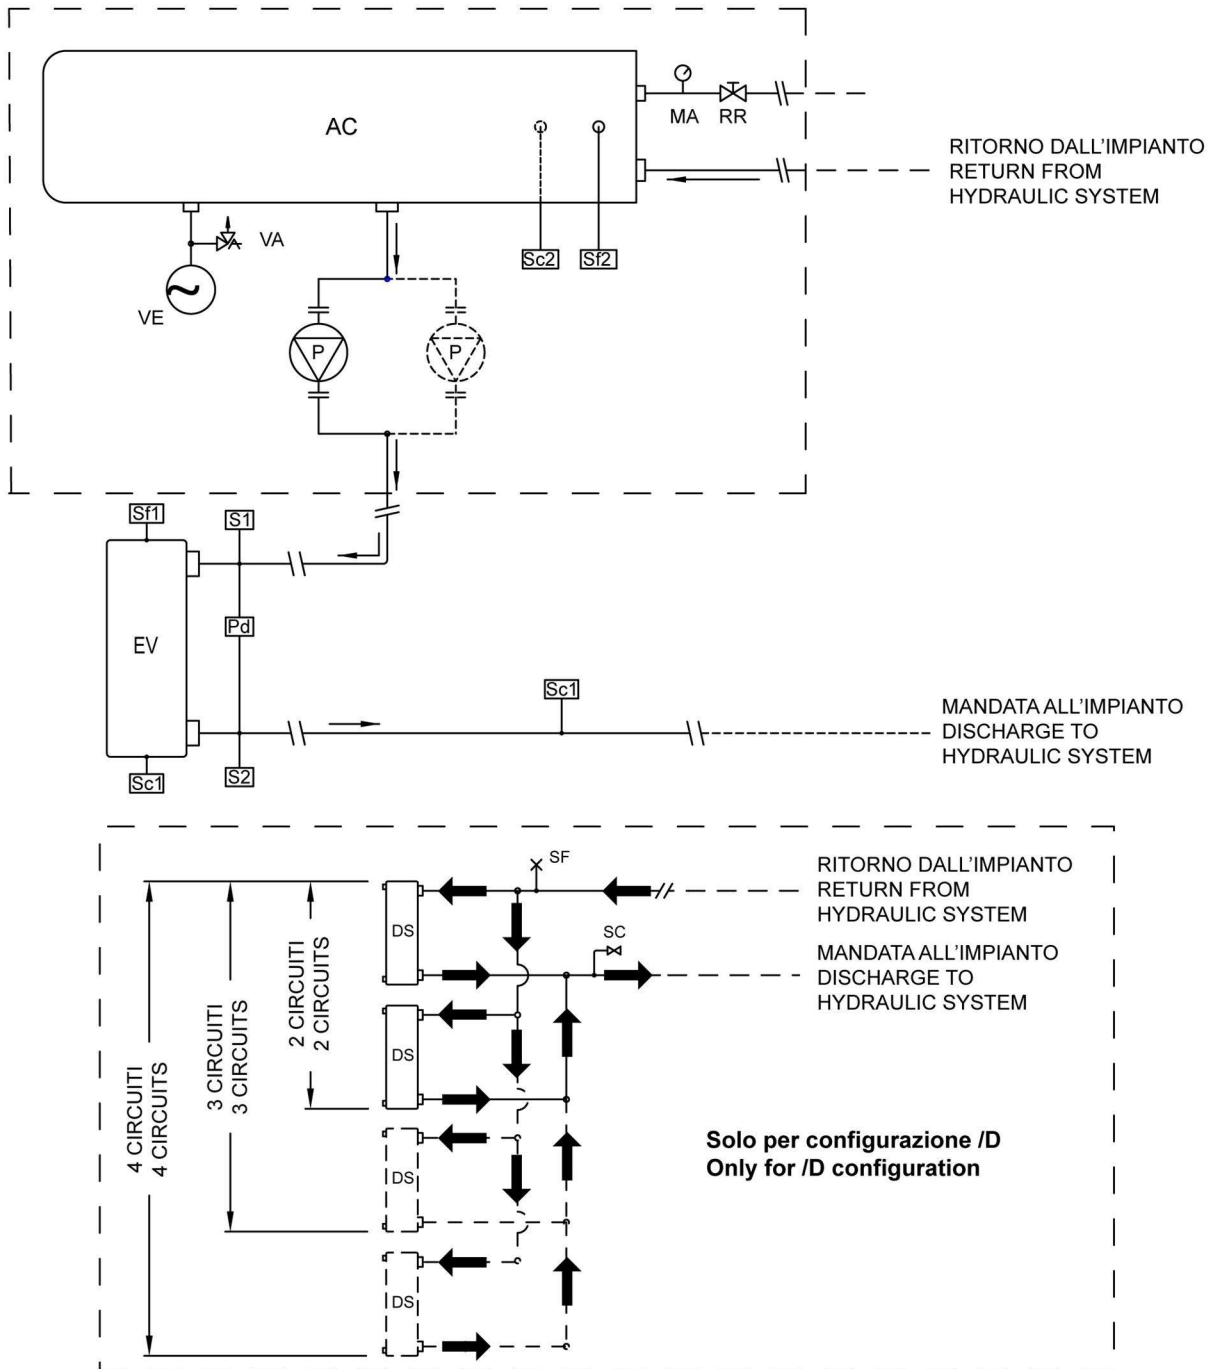 AC
MA
RR
RITORNO DALL'IMPIANTO
RETURN FROM
HYDRAULIC SYSTEM
VA
Sc2
Sf2
VE
P
P
Sf1
S1
EV
Pd
Sc1
MANDATA ALL'IMPIANTO
DISCHARGE TO
HYDRAULIC SYSTEM
Sc1
S2
SF
RITORNO DALL'IMPIANTO
RETURN FROM
HYDRAULIC SYSTEM
DS
SC
MANDATA ALL'IMPIANTO
DISCHARGE TO
HYDRAULIC SYSTEM
4 CIRCUITI
4 CIRCUITS
3 CIRCUITI
3 CIRCUITS
2 CIRCUITI
2 CIRCUITS
DS
Solo per configurazione /D
Only for /D configuration
DS
DS